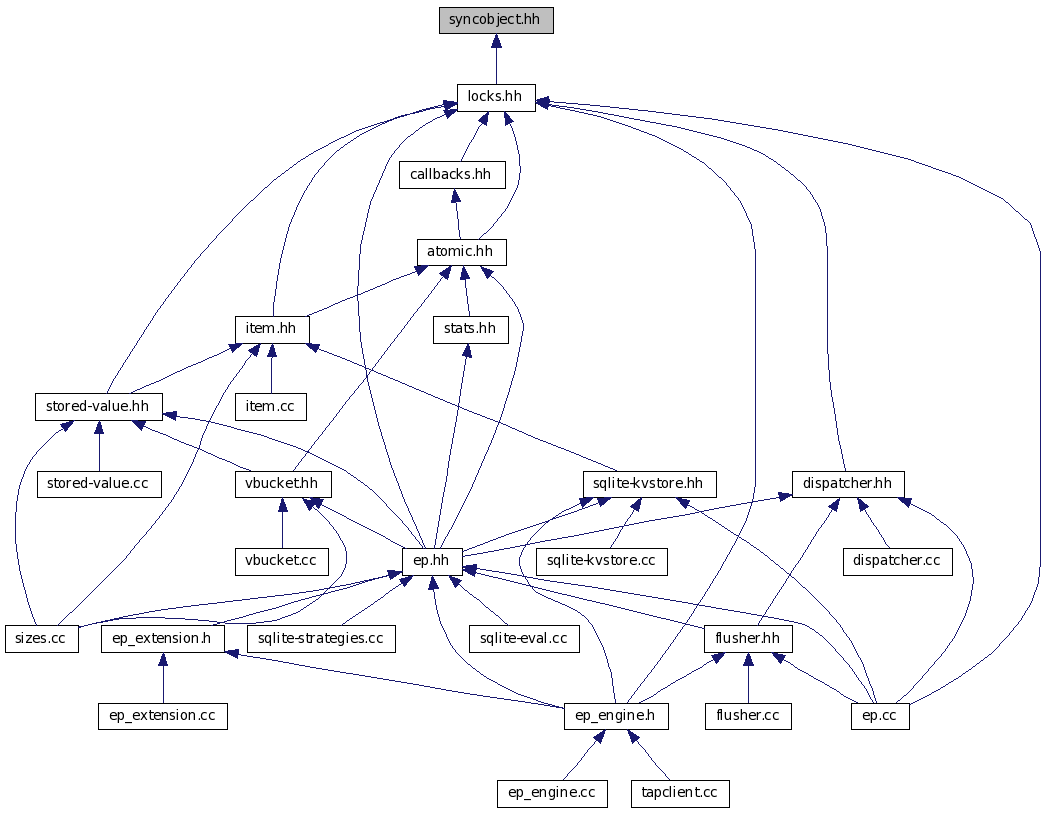 syncobject.hh
locks.hh
callbacks.hh
atomic.hh
item.hh
stats.hh
stored-value.hh
item.cc
stored-value.cc
vbucket.hh
sqlite-kvstore.hh
dispatcher.hh
vbucket.cc
ep.hh
sqlite-kvstore.cc
dispatcher.cc
sizes.cc
ep_extension.h
sqlite-strategies.cc
sqlite-eval.cc
flusher.hh
ep_extension.cc
ep_engine.h
flusher.cc
ep.cc
ep_engine.cc
tapclient.cc